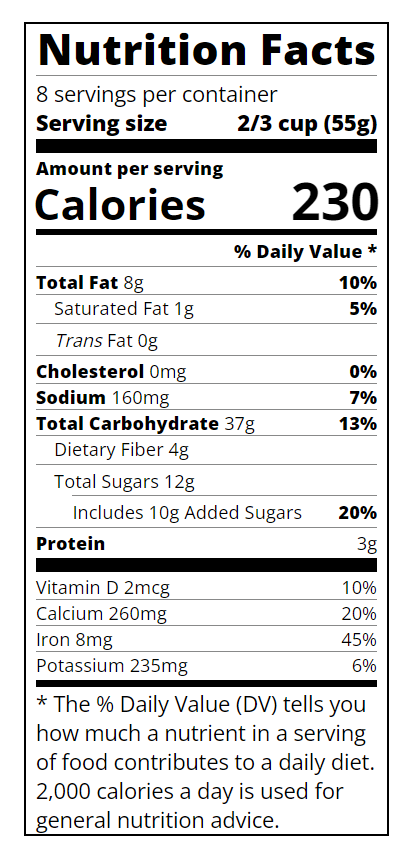 Nutrition Facts
8 servings per container
Serving size 2/3 cup (55g)
Amount per serving
Calories 230
% Daily Value *
Total Fat 8g 10%
Saturated Fat 1g 5%
Trans Fat 0g
Cholesterol 0mg 0%
Sodium 160mg 7%
Total Carbohydrate 37g 13%
Dietary Fiber 4g
Total Sugars 12g
Includes 10g Added Sugars 20%
Protein 3g
Vitamin D 2mcg 10%
Calcium 260mg 20%
Iron 8mg 45%
Potassium 235mg 6%
* The % Daily Value (DV) tells you
how much a nutrient in a serving
of food contributes to a daily diet.
2,000 calories a day is used for
general nutrition advice.